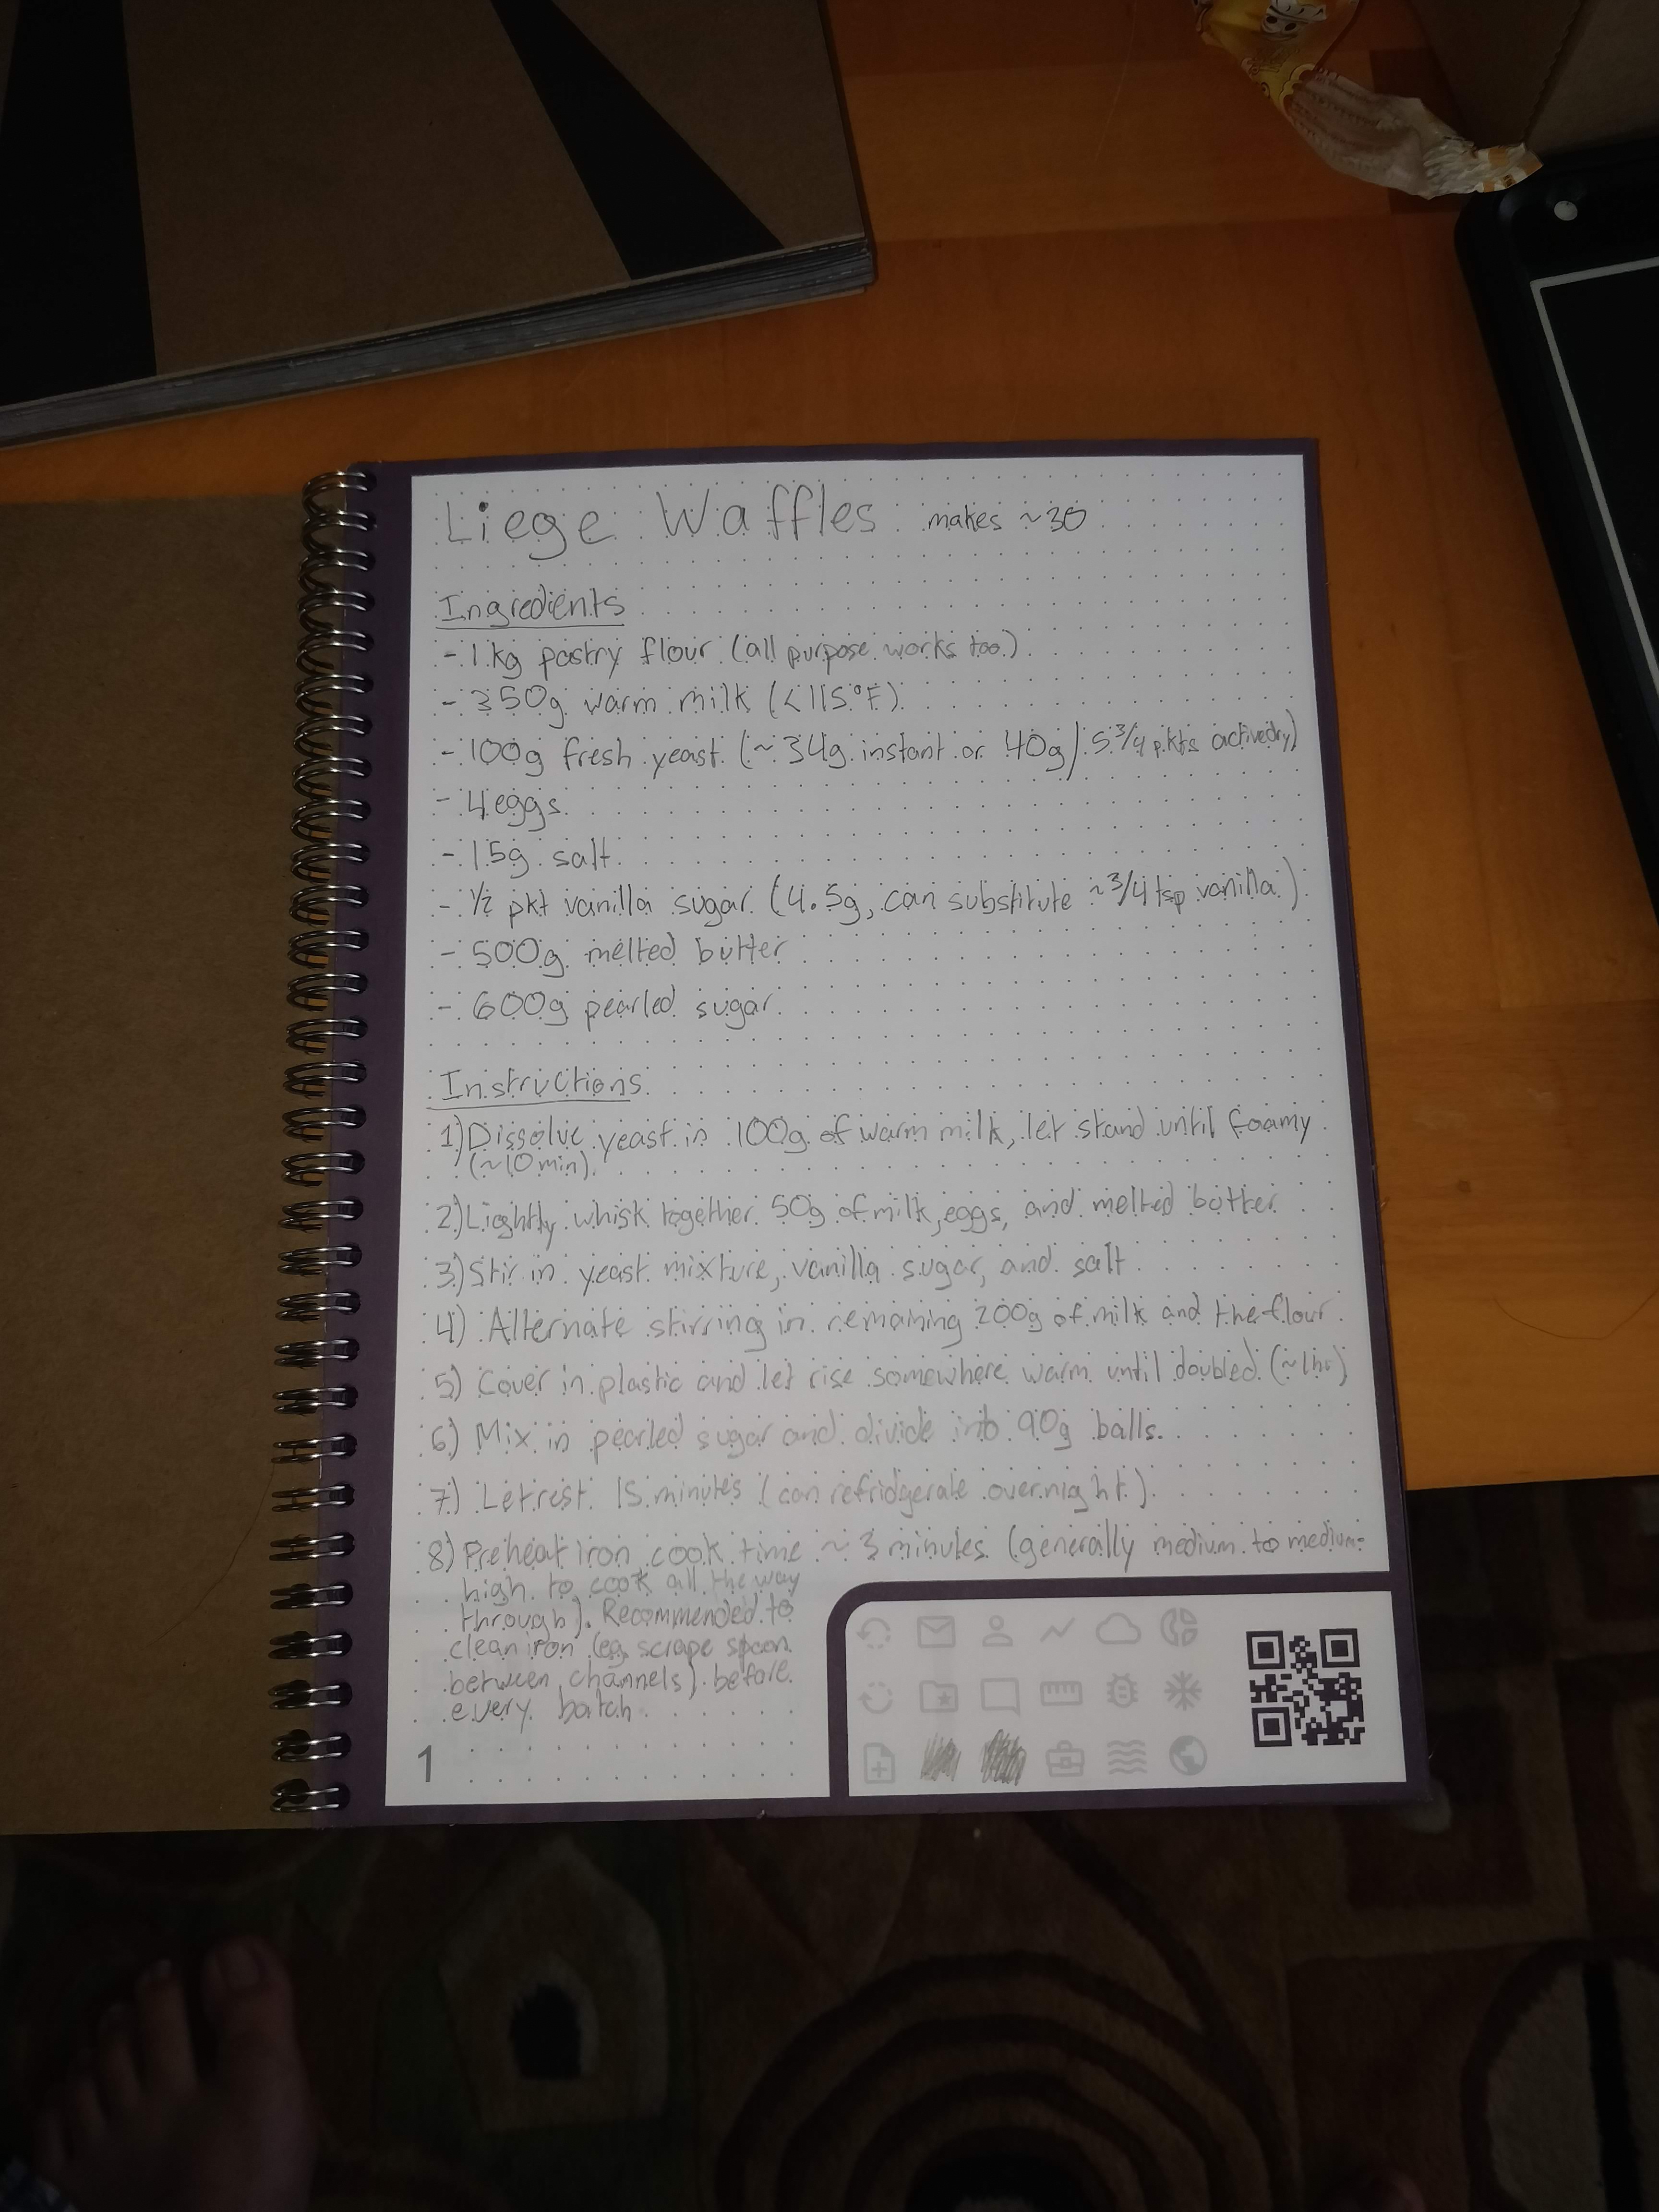 Liege Waffles makes ~30
Ingredients
- 1 kg pastry flour (all purpose works too)
- 350g warm milk (<115°F)
- 100g fresh yeast (~34g instant or 40g/5 3/4 pkts active dry)
- 4 eggs
- 15g salt
- 1/2 pkt vanilla sugar (4.5g, can substitute ~3/4 tsp vanilla)
- 500g melted butter
- 600g pearled sugar
Instructions
1) Dissolve yeast in 100g of warm milk, let stand until foamy
(~10 min)
2) Lightly whisk together 50g of milk, eggs, and melted butter
3) Stir in yeast mixture, vanilla sugar, and salt
4) Alternate stirring in remaining 200g of milk and the flour
5) Cover in plastic and let rise somewhere warm until doubled (~1hr)
6) Mix in pearled sugar and divide into 90g balls.
7) Let rest 15 minutes (can refridgerate overnight)
8) Preheat iron, cook time ~3 minutes (generally medium to medium-
high to cook all the way
through). Recommended to
clean iron (eg. scrape spoon
between channels) before
every batch
1